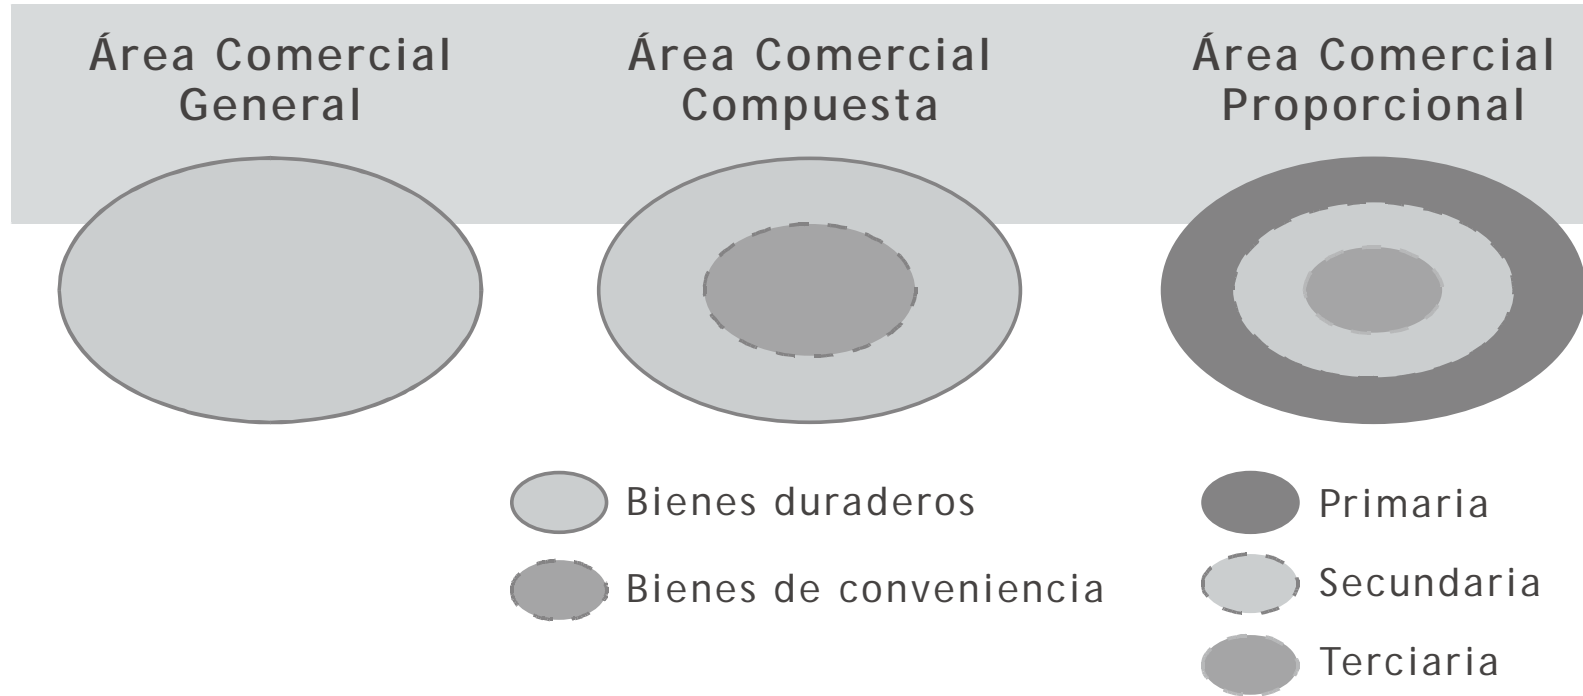 Área Comercial
General
Área Comercial
Compuesta
Área Comercial
Proporcional
Bienes duraderos
Bienes de conveniencia
Primaria
Secundaria
Terciaria